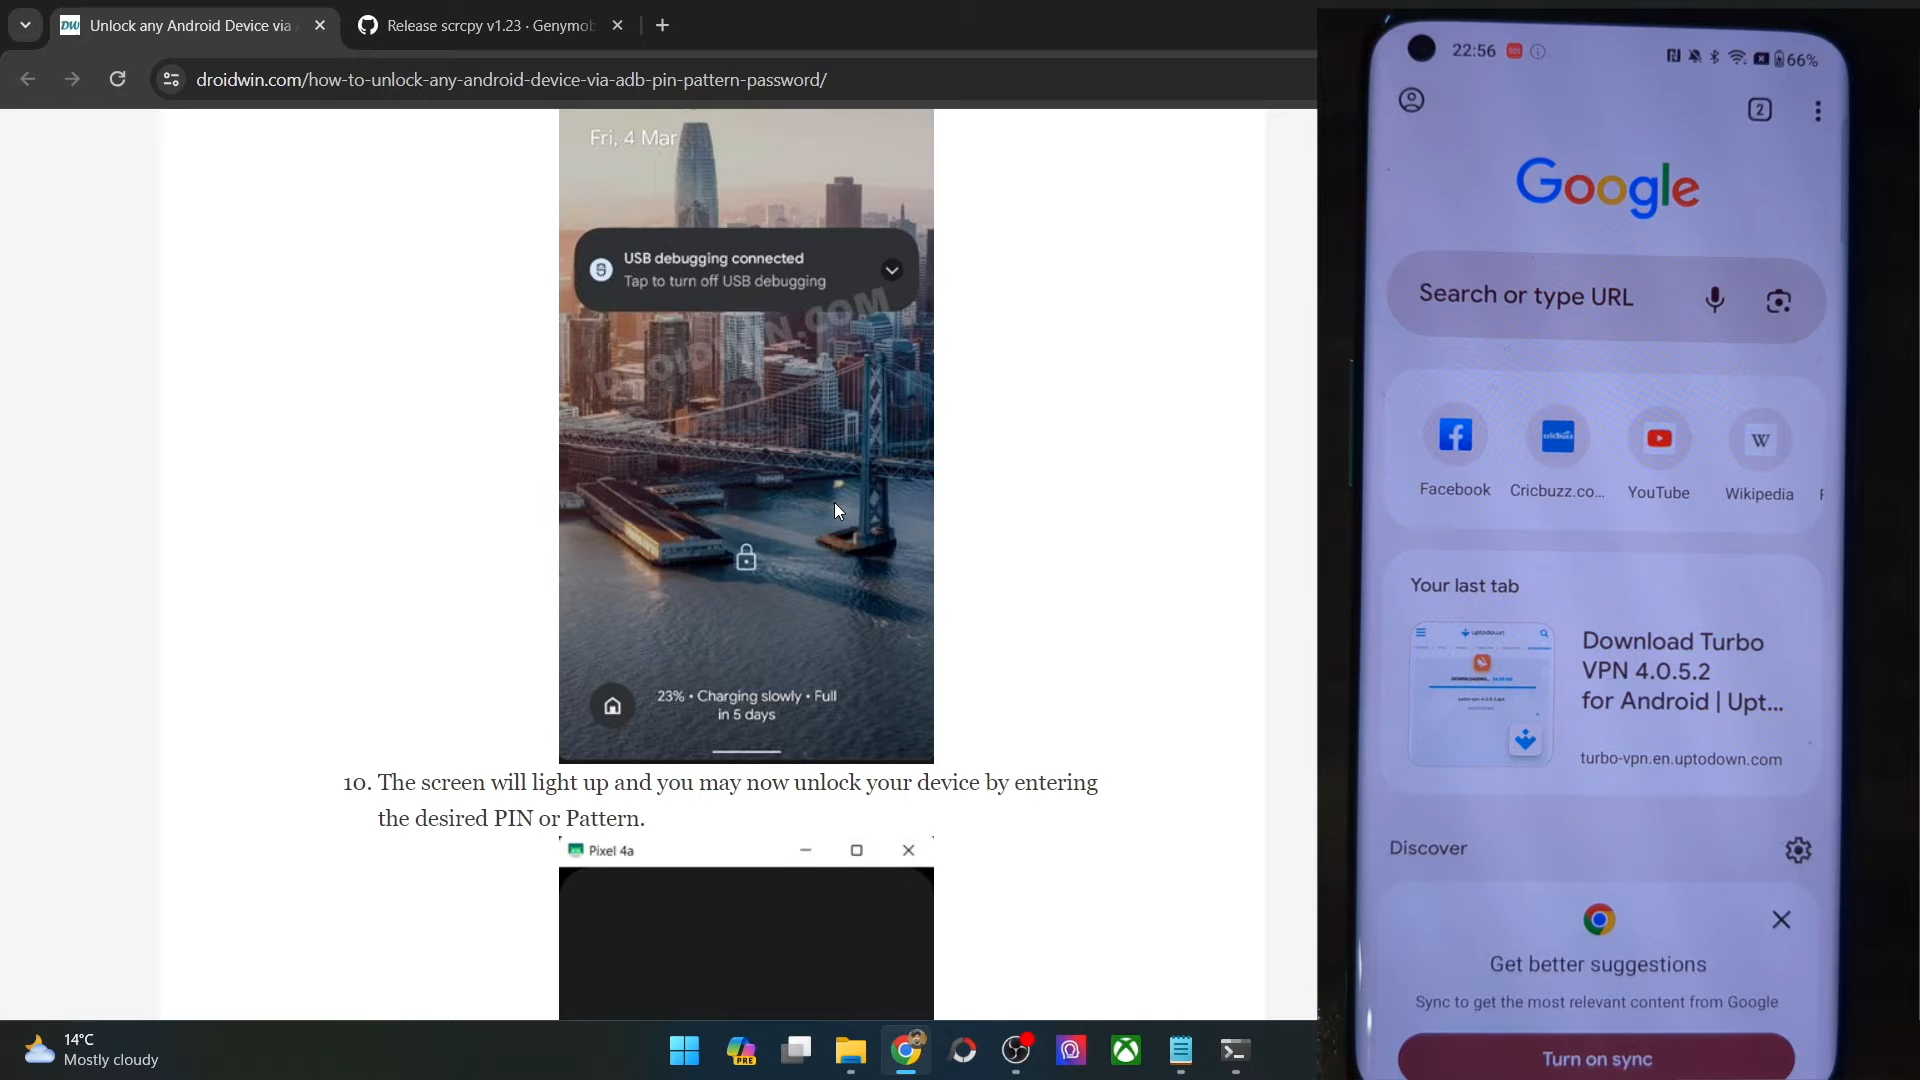 Unlock any Android Device via
Release scrcpy v1.23 · Genymob
droidwin.com/how-to-unlock-any-android-device-via-adb-pin-pattern-password/
Fri, 4 Mar
USB debugging connected
Tap to turn off USB debugging
DROIDWIN.COM
23% • Charging slowly • Full
in 5 days
10. The screen will light up and you may now unlock your device by entering
the desired PIN or Pattern.
Pixel 4a
14°C
Mostly cloudy
PRE
22:56
66%
2
Google
Search or type URL
Facebook
Cricbuzz.co...
YouTube
Wikipedia
Your last tab
uptodown
Download Turbo
VPN 4.0.5.2
for Android | Upt...
turbo-vpn.en.uptodown.com
Discover
Get better suggestions
Sync to get the most relevant content from Google
Turn on sync